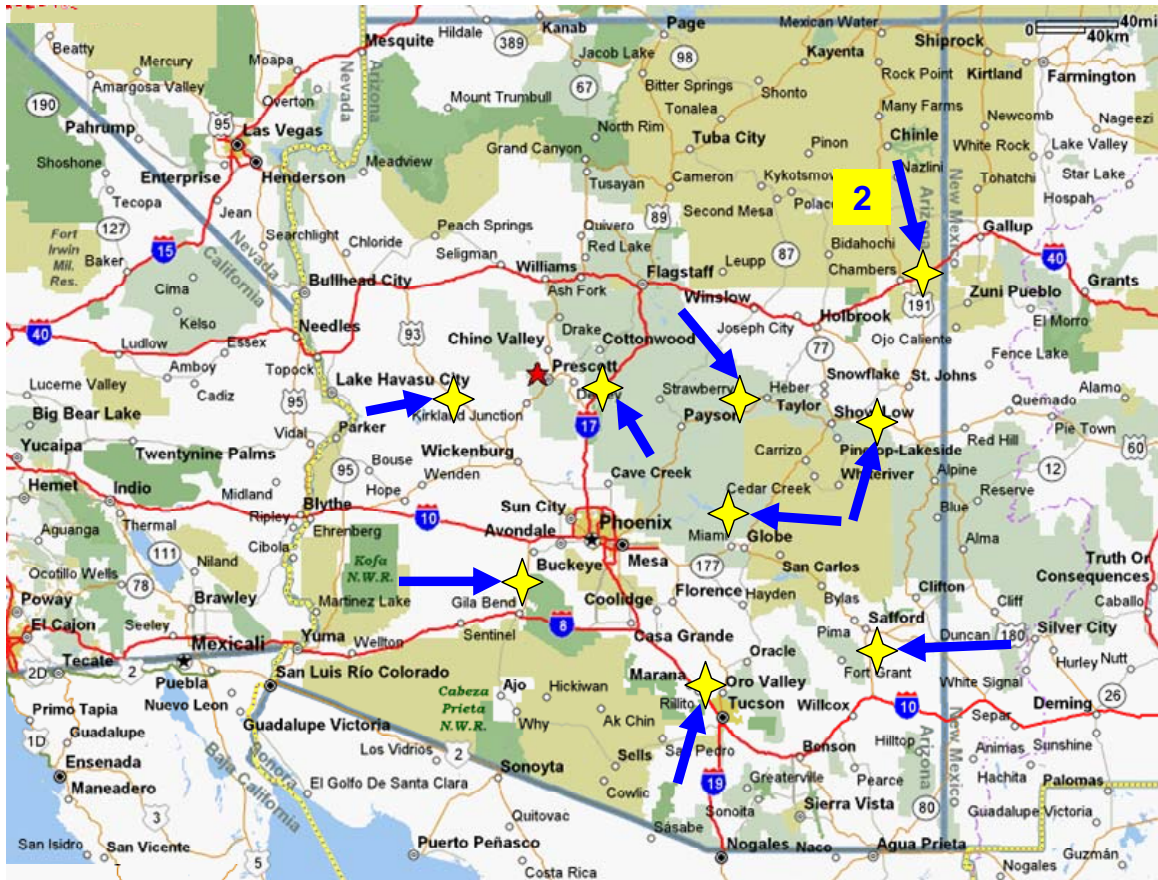 40mi
0
40km
Hildale
Kanab
Page
Mexican Water
Beatty
Mesquite
389
Jacob Lake
98
Kayenta
Shiprock
Mercury
Moapa
Nevada
Arizona
67
Bitter Springs
Shonto
Rock Point
Kirtland
Farmington
Amargosa Valley
Overton
Mount Trumbull
Tonalea
190
95
Many Farms
Newcomb
Nageezi
Pahrump
Las Vegas
North Rim
Tuba City
Pinon
Chinle
White Rock
Lake Valley
Shoshone
Enterprise
Henderson
Meadview
Grand Canyon
Cameron
Nazlini
Tohatchi
Star Lake
Tecopa
Tusayan
2
Arizona
New Mexico
Hospah
Jean
Second Mesa
127
Searchlight
Peach Springs
Quivero
89
Bidahochi
Gallup
Fort
Irwin
Mil.
Res.
15
Nevada
California
Chloride
Red Lake
Leupp
87
Chambers
40
Baker
Seligman
Williams
Flagstaff
Grants
Cima
Bullhead City
Ash Fork
Winslow
191
Zuni Pueblo
Kelso
Needles
93
Drake
Joseph City
Holbrook
El Morro
40
Ludlow
Essex
Chino Valley
Cottonwood
77
Ojo Caliente
Amboy
Topock
Prescott
Fence Lake
Lucerne Valley
Cadiz
Lake Havasu City
Strawberry
Heber
Snowflake
St. Johns
Alamo
95
Big Bear Lake
Parker
Kirkland Junction
Payson
Taylor
Show Low
Quemado
Pie Town
17
Yucaipa
Vidal
Wickenburg
Pinetop-Lakeside
Red Hill
60
Twentynine Palms
95
Bouse
Wenden
Cave Creek
Carrizo
Whiteriver
Alpine
12
Hemet
Indio
Midland
Hope
Cedar Creek
Reserve
Blythe
Sun City
Blue
Aguanga
Thermal
Ripley
Ehrenberg
10
Avondale
Phoenix
Miami
Globe
Alma
111
Niland
Cibola
Kofa
N.W.R.
Buckeye
Mesa
177
San Carlos
Truth Or
Consequences
Ocotillo Wells
78
Hayden
Clifton
Poway
Brawley
Martinez Lake
Gila Bend
Coolidge
Florence
Bylas
Cliff
Caballo
El Cajon
Seeley
Mexicali
Yuma
Wellton
Sentinel
8
Casa Grande
Pima
Safford
Duncan
180
Silver City
Tecate
2D
2
Oracle
Hurley
Nutt
Puebla
San Luis Río Colorado
Cabeza
Prieta
N.W.R.
Ajo
Hickiwan
Marana
Oro Valley
Fort Grant
White Signal
26
Primo Tapia
Nuevo Leon
Rillito
Tucson
Willcox
10
Deming
Guadalupe
1D
Guadalupe Victoria
Why
Ak Chin
Separ
Los Vidrios
2
Sells
San Pedro
Benson
Hilltop
Arizona
New Mexico
Animas
Sunshine
Ensenada
Sonora
Baja California
El Golfo De Santa Clara
Sonoyta
Cowlic
19
Greaterville
Pearce
Hachita
Palomas
Maneadero
Sonoita
Sierra Vista
80
Guadalupe Victoria
3
Quitovac
Sásabe
San Isidro
San Vicente
5
Puerto Peñasco
Nogales
Naco
Agua Prieta
Guzmán
Costa Rica
Nogales